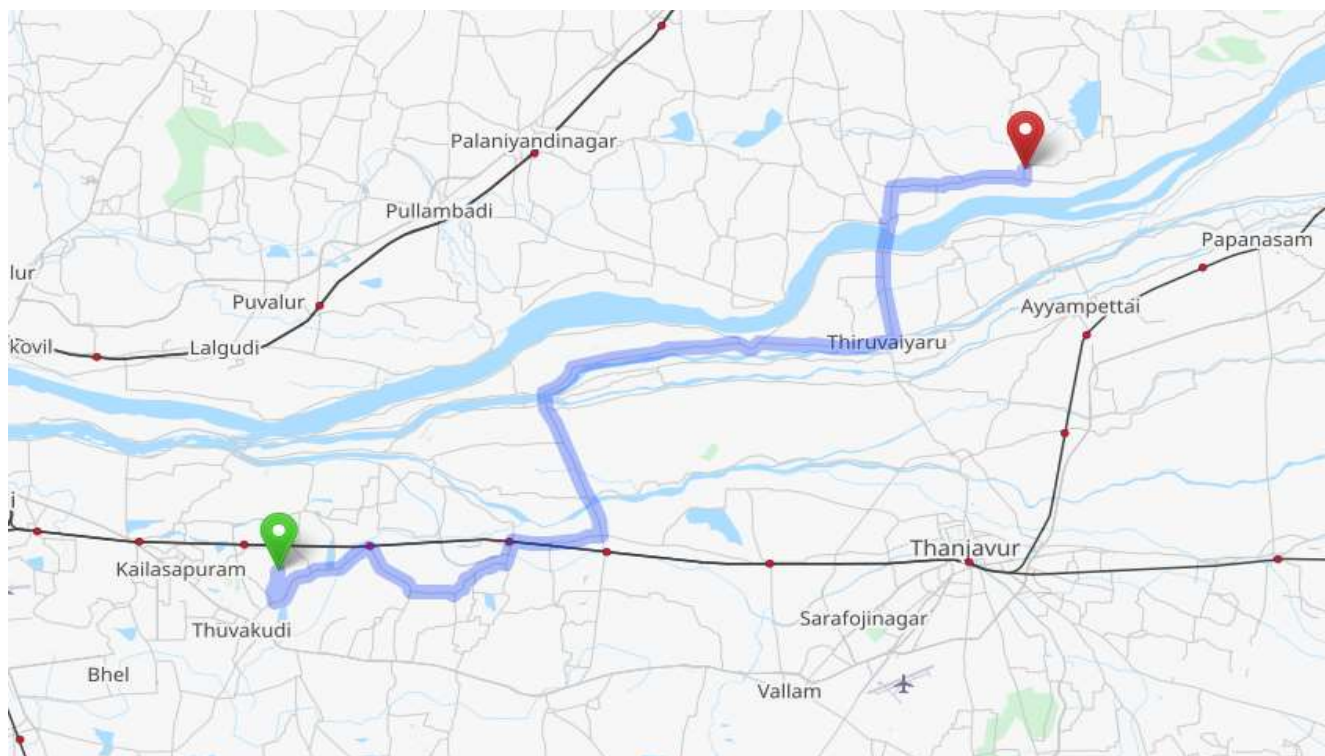 Palaniyandinagar
Pullambadi
Papanasam
lur
Puvalur
Ayyampettai
kovil
Lalgudi
Thiruvaiyaru
i
Thanjavur
Kailasapuram
Sarafojinagar
Thuvakudi
Bhel
Vallam